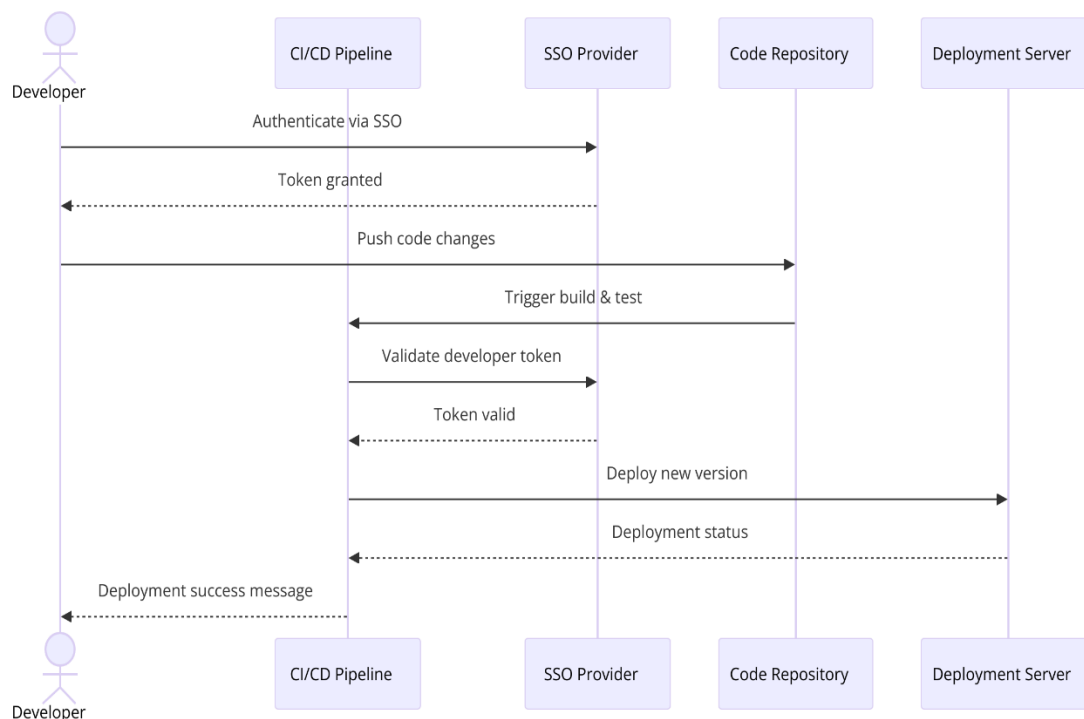 Developer
CI/CD Pipeline
SSO Provider
Code Repository
Deployment Server
Authenticate via SSO
Token granted
Push code changes
Trigger build & test
Validate developer token
Token valid
Deploy new version
Deployment status
Deployment success message
Developer
CI/CD Pipeline
SSO Provider
Code Repository
Deployment Server